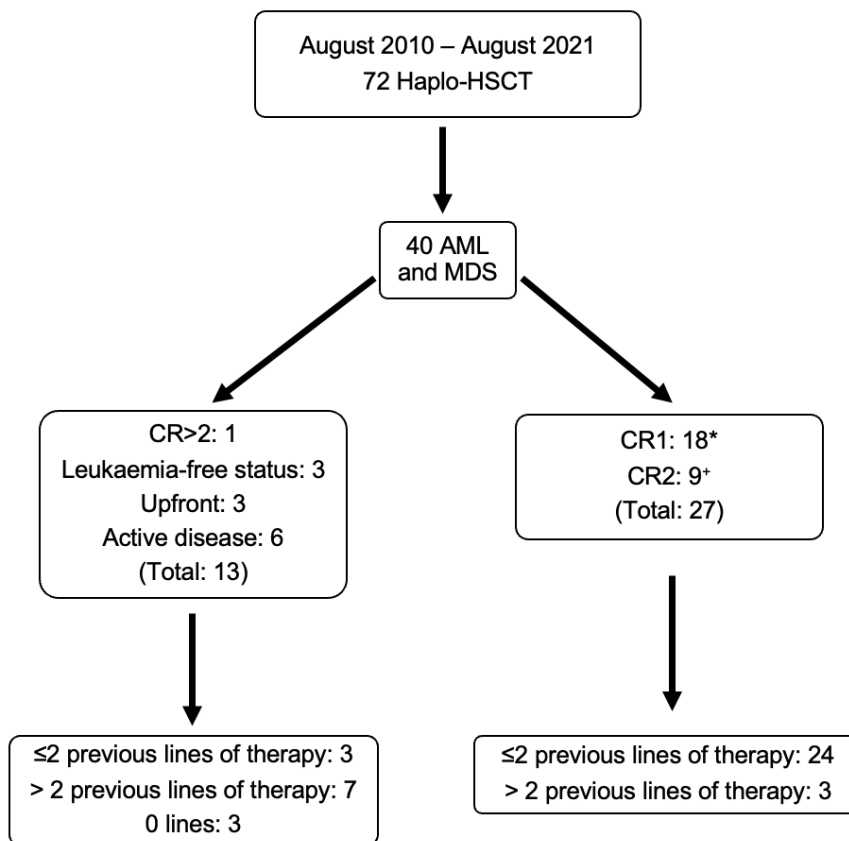 August 2010 – August 2021
72 Haplo-HSCT
40 AML
and MDS
CR>2: 1
Leukaemia-free status: 3
Upfront: 3
Active disease: 6
(Total: 13)
CR1: 18*
CR2: 9⁺
(Total: 27)
≤2 previous lines of therapy: 3
> 2 previous lines of therapy: 7
0 lines: 3
≤2 previous lines of therapy: 24
> 2 previous lines of therapy: 3